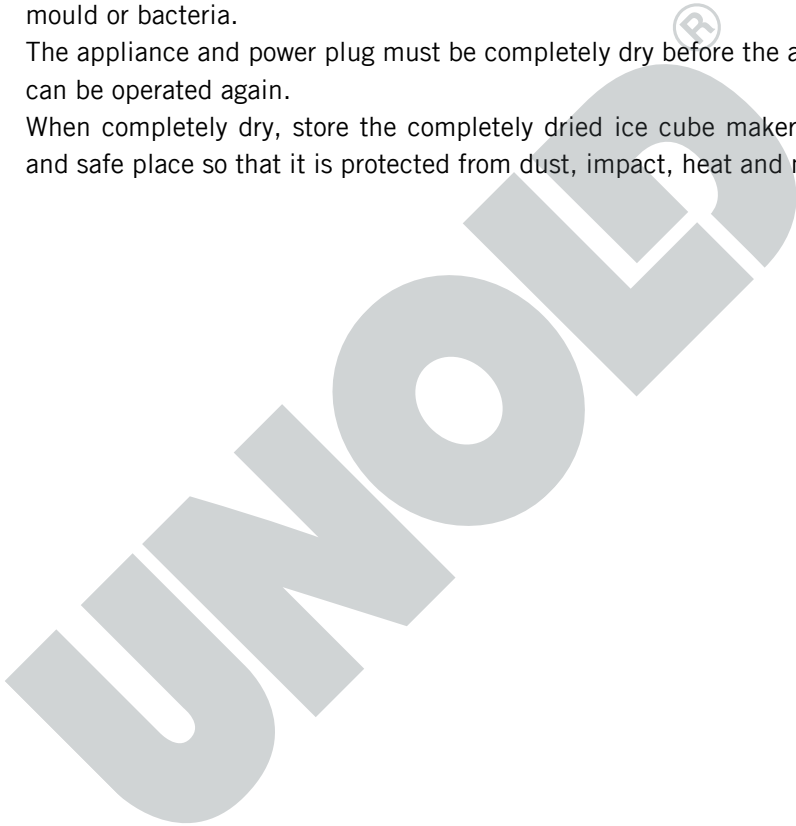 mould or bacteria.
The appliance and power plug must be completely dry before the a
can be operated again.
When completely dry, store the completely dried ice cube maker
and safe place so that it is protected from dust, impact, heat and
UNOLD®